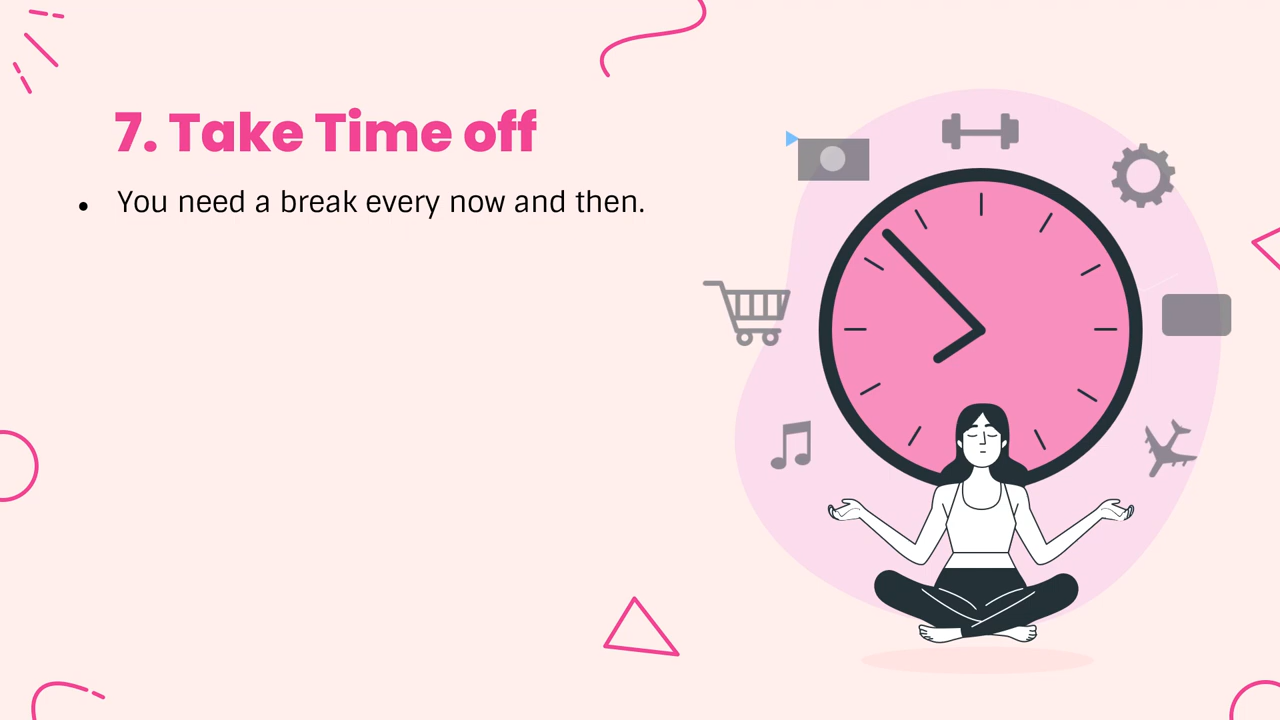 7. Take Time off
• You need a break every now and then.